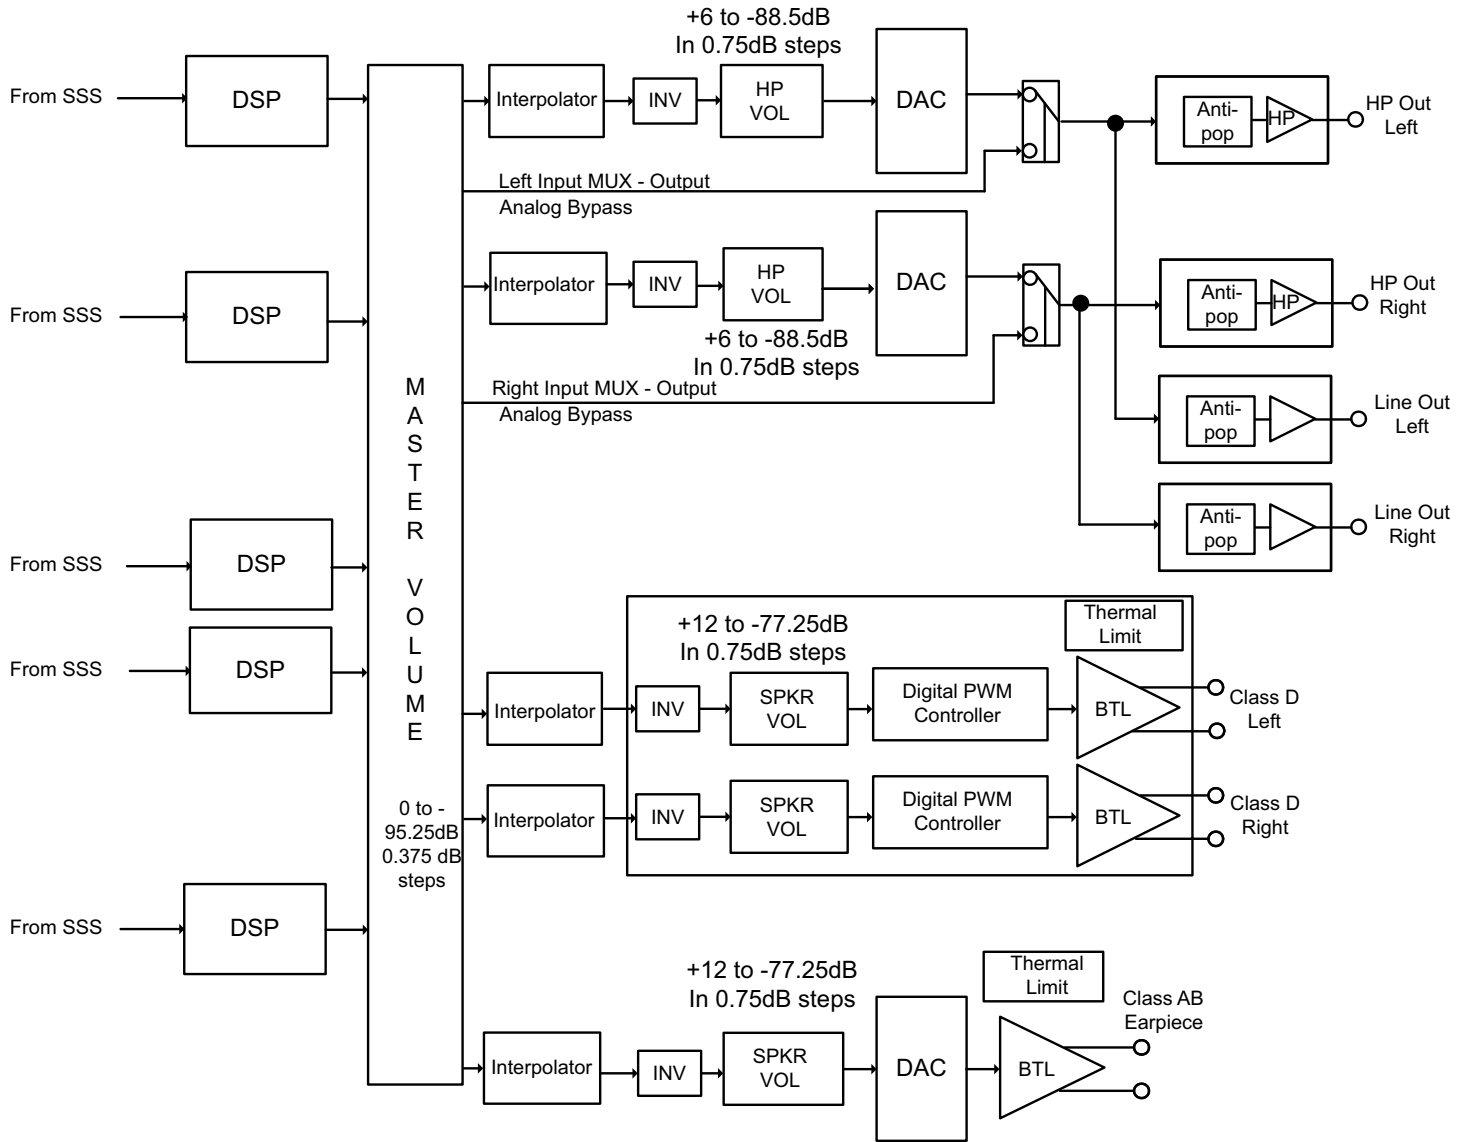 +6 to -88.5dB
In 0.75dB steps
From SSS
DSP
Interpolator
INV
HP
VOL
DAC
Anti-
pop
HP
HP Out
Left
Left Input MUX - Output
Analog Bypass
From SSS
DSP
Interpolator
INV
HP
VOL
DAC
Anti-
pop
HP
HP Out
Right
+6 to -88.5dB
In 0.75dB steps
Right Input MUX - Output
Analog Bypass
Anti-
pop
Line Out
Left
Anti-
pop
Line Out
Right
M
A
S
T
E
R
V
O
L
U
M
E
0 to -
95.25dB
0.375 dB
steps
From SSS
DSP
From SSS
DSP
+12 to -77.25dB
In 0.75dB steps
Thermal
Limit
Interpolator
INV
SPKR
VOL
Digital PWM
Controller
BTL
Class D
Left
Interpolator
INV
SPKR
VOL
Digital PWM
Controller
BTL
Class D
Right
From SSS
DSP
+12 to -77.25dB
In 0.75dB steps
Thermal
Limit
Class AB
Earpiece
Interpolator
INV
SPKR
VOL
DAC
BTL